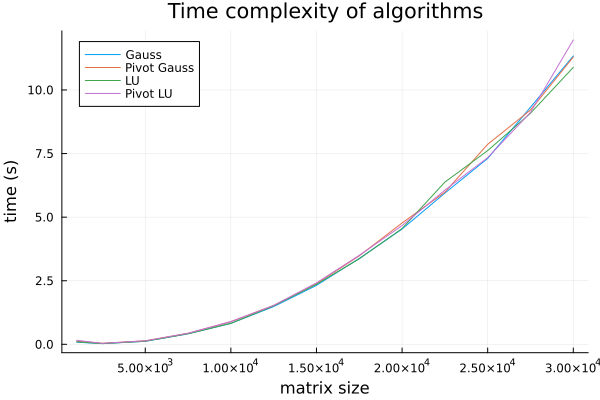 Time complexity of algorithms
Gauss
Pivot Gauss
LU
Pivot LU
10.0
7.5
5.0
2.5
0.0
time (s)
5.00×10³ 1.00×10⁴ 1.50×10⁴ 2.00×10⁴ 2.50×10⁴ 3.00×10⁴
matrix size